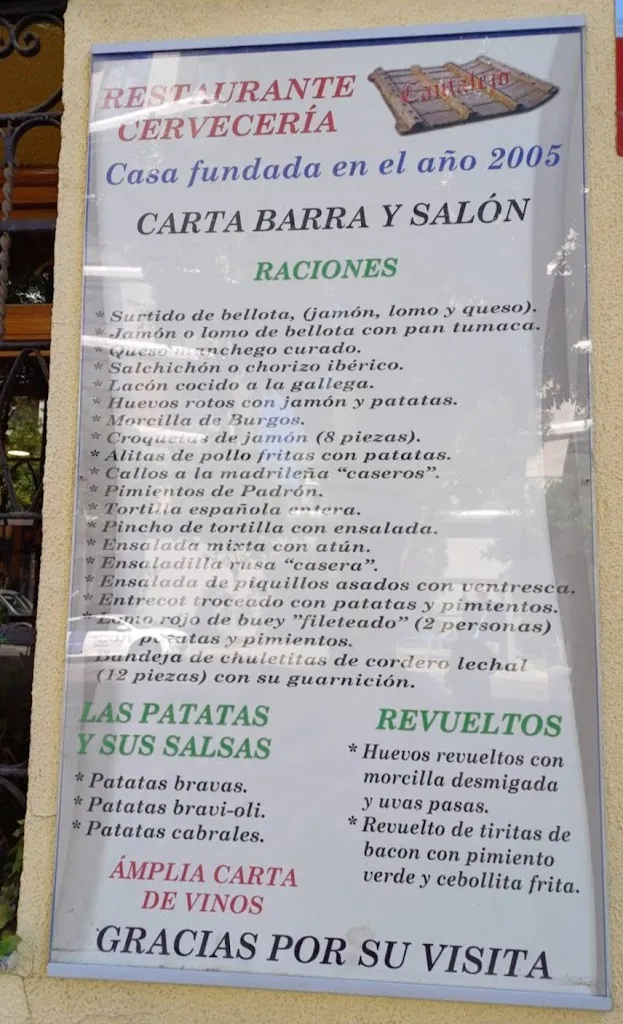 RESTAURANTE
Cantalejo
CERVECERÍA
Casa fundada en el año 2005
CARTA BARRA Y SALÓN
RACIONES
* Surtido de bellota, (jamón, lomo y queso).
* Jamón o lomo de bellota con pan tumaca.
* Queso manchego curado.
* Salchichón o chorizo ibérico.
* Lacón cocido a la gallega.
* Huevos rotos con jamón y patatas.
* Morcilla de Burgos.
* Croquetas de jamón (8 piezas).
* Alitas de pollo fritas con patatas.
* Callos a la madrileña “caseros”.
* Pimientos de Padrón.
* Tortilla española entera.
* Pincho de tortilla con ensalada.
* Ensalada mixta con atún.
* Ensaladilla rusa “casera”.
* Ensalada de piquillos asados con ventresca.
* Entrecot troceado con patatas y pimientos.
* Lomo rojo de buey ”fileteado” (2 personas)
con patatas y pimientos.
Bandeja de chuletitas de cordero lechal
(12 piezas) con su guarnición.
LAS PATATAS
Y SUS SALSAS
* Patatas bravas.
* Patatas bravi-oli.
* Patatas cabrales.
REVUELTOS
* Huevos revueltos con
morcilla desmigada
y uvas pasas.
* Revuelto de tiritas de
bacon con pimiento
verde y cebollita frita.
ÁMPLIA CARTA
DE VINOS
GRACIAS POR SU VISITA